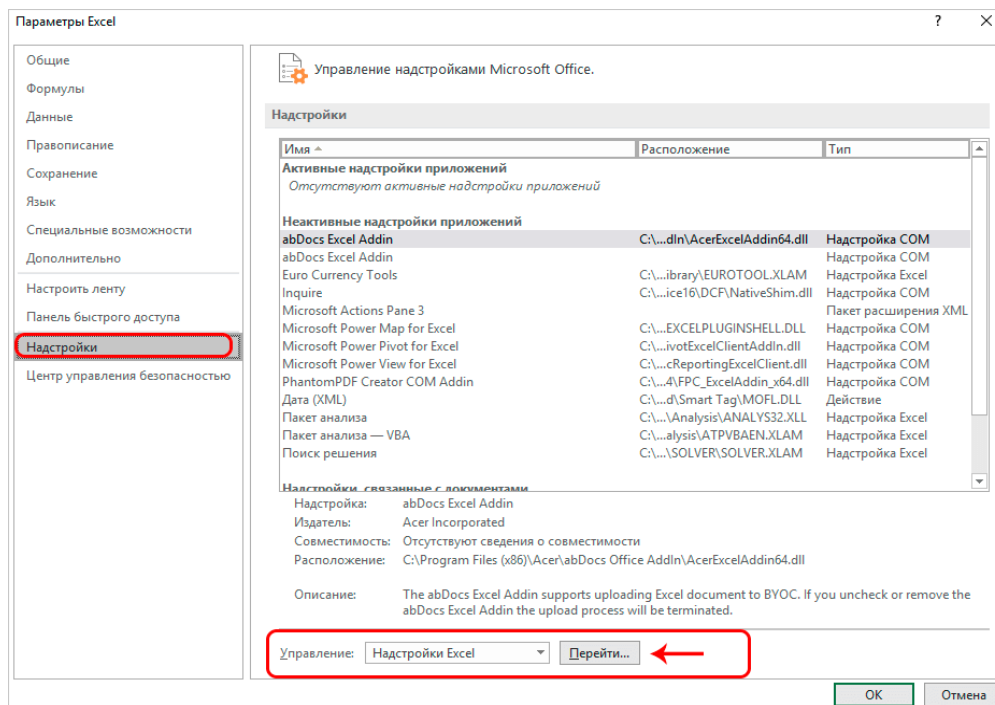 Параметры Excel ? ×
Общие
Формулы
Данные
Правописание
Сохранение
Язык
Специальные возможности
Дополнительно
Настроить ленту
Панель быстрого доступа
Надстройки
Центр управления безопасностью
Управление надстройками Microsoft Office.
Надстройки
Имя Расположение Тип
Активные надстройки приложений
Отсутствуют активные надстройки приложений
Неактивные надстройки приложений
abDocs Excel Addin C:\...dIn\AcerExcelAddin64.dll Надстройка COM
abDocs Excel Addin Надстройка COM
Euro Currency Tools C:\...ibrary\EUROTOOL.XLAM Надстройка Excel
Inquire C:\...ice16\DCF\NativeShim.dll Надстройка COM
Microsoft Actions Pane 3 Пакет расширения XML
Microsoft Power Map for Excel C:\...EXCELPLUGINSHELL.DLL Надстройка COM
Microsoft Power Pivot for Excel C:\...ivotExcelClientAddIn.dll Надстройка COM
Microsoft Power View for Excel C:\...cReportingExcelClient.dll Надстройка COM
PhantomPDF Creator COM Addin C:\...4\FPC_ExcelAddin_x64.dll Надстройка COM
Дата (XML) C:\...d\Smart Tag\MOFL.DLL Действие
Пакет анализа C:\...\Analysis\ANALYS32.XLL Надстройка Excel
Пакет анализа — VBA C:\...alysis\ATPVBAEN.XLAM Надстройка Excel
Поиск решения C:\...\SOLVER\SOLVER.XLAM Надстройка Excel
Надстройки, связанные с документами
Надстройка: abDocs Excel Addin
Издатель: Acer Incorporated
Совместимость: Отсутствуют сведения о совместимости
Расположение: C:\Program Files (x86)\Acer\abDocs Office AddIn\AcerExcelAddin64.dll
Описание: The abDocs Excel Addin supports uploading Excel document to BYOC. If you uncheck or remove the
abDocs Excel Addin the upload process will be terminated.
Управление: Надстройки Excel Перейти...
ОК Отмена